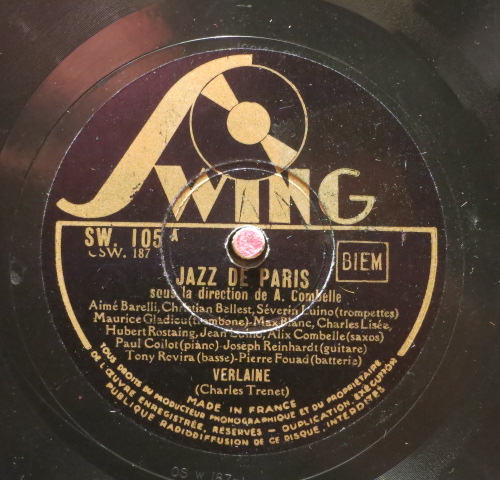 SWING
SW. 105 A
OSW. 187
BIEM
JAZZ DE PARIS
sous la direction de A. Combelle
Aimé Barelli, Christian Bellest, Séverin Luino (trompettes)
Maurice Gladieu (trombone) - Max Blanc, Charles Lisée,
Hubert Rostaing, Jean Alix Combelle (saxos)
Paul Coilot (piano) - Joseph Reinhardt (guitare)
Tony Rovira (basse) - Pierre Fouad (batterie)
VERLAINE
(Charles Trenet)
MADE IN FRANCE
TOUS DROITS DU PRODUCTEUR PHONOGRAPHIQUE ET DU PROPRIETAIRE
DE L'ŒUVRE ENREGISTRÉE, RÉSERVÉS - DUPLICATION EXÉCUTION
PUBLIQUE RADIODIFFUSION DE CE DISQUE INTERDITES